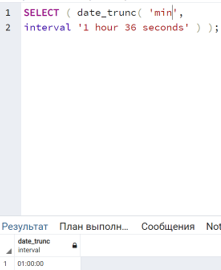 1 SELECT ( date_trunc( 'min',
2 interval '1 hour 36 seconds' ) );
Результат План выполн... Сообщения Not
date_trunc
interval
1 01:00:00